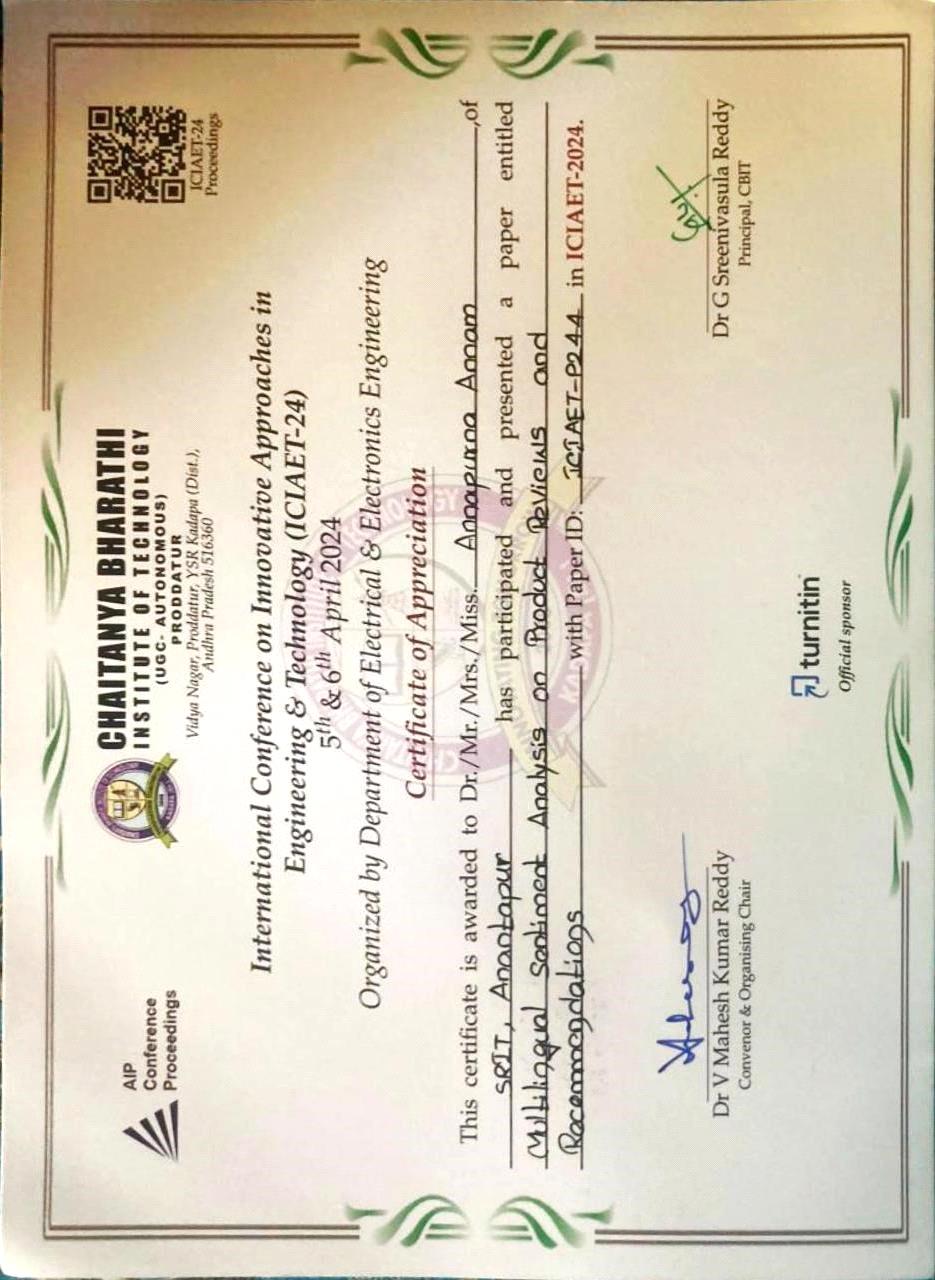 AIP
Conference
Proceedings
CHAITANYA BHARATHI
INSTITUTE OF TECHNOLOGY
(UGC- AUTONOMOUS)
PRODDATUR
Vidya Nagar, Proddatur, YSR Kadapa (Dist.),
Andhra Pradesh 516360
ICIAET-24
Proceedings
International Conference on Innovative Approaches in
Engineering & Technology (ICIAET-24)
5th & 6th April 2024
Organized by Department of Electrical & Electronics Engineering
Certificate of Appreciation
This certificate is awarded to Dr./Mr./Mrs./Miss. Annapurna Annam ,of
SRIT, Anantapur has participated and presented a paper entitled
Multilingual Sentiment Analysis on Product Reviews and
Recommendations with Paper ID: ICIAET-P244 in ICIAET-2024.
Dr V Mahesh Kumar Reddy
Convenor & Organising Chair
turnitin
Official sponsor
Dr G Sreenivasula Reddy
Principal, CBIT